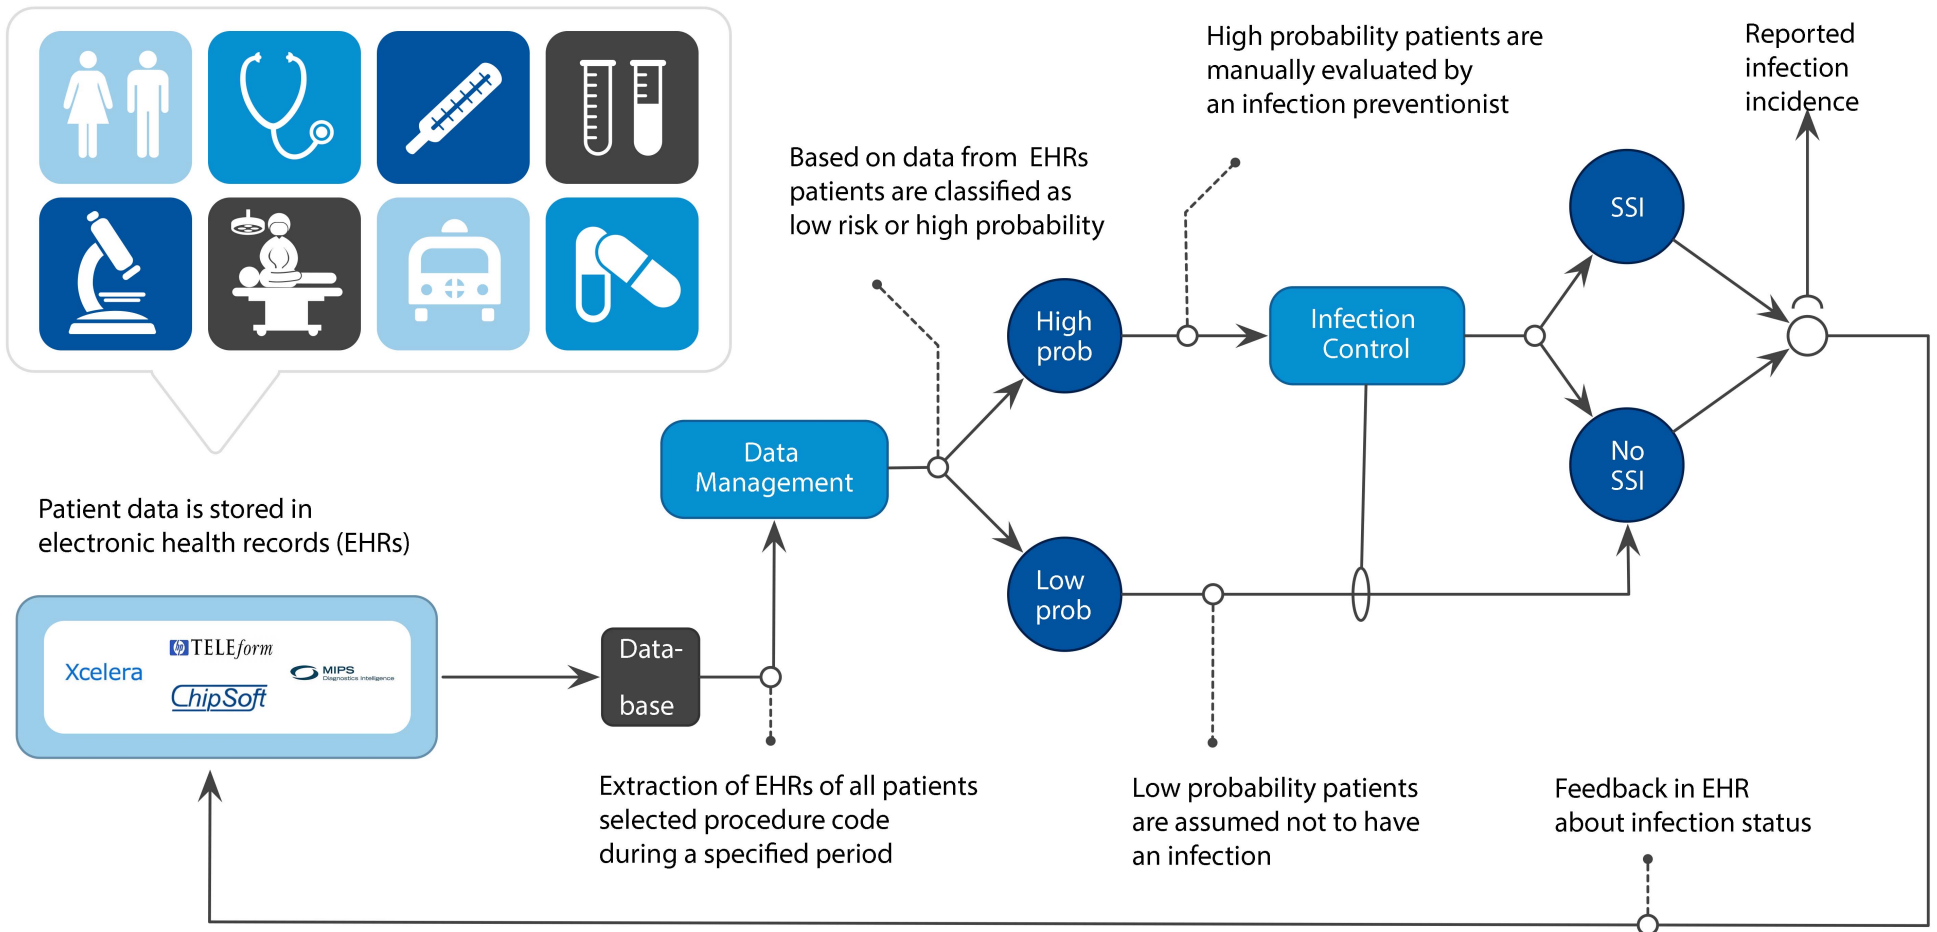 Patient data is stored in
electronic health records (EHRs)
Xcelera
hp TELEform
MIPS
Diagnostics Intelligence
ChipSoft
Data-
base
Extraction of EHRs of all patients
selected procedure code
during a specified period
Data
Management
Based on data from EHRs
patients are classified as
low risk or high probability
High
prob
Low
prob
High probability patients are
manually evaluated by
an infection preventionist
Infection
Control
Low probability patients
are assumed not to have
an infection
SSI
No
SSI
Reported
infection
incidence
Feedback in EHR
about infection status